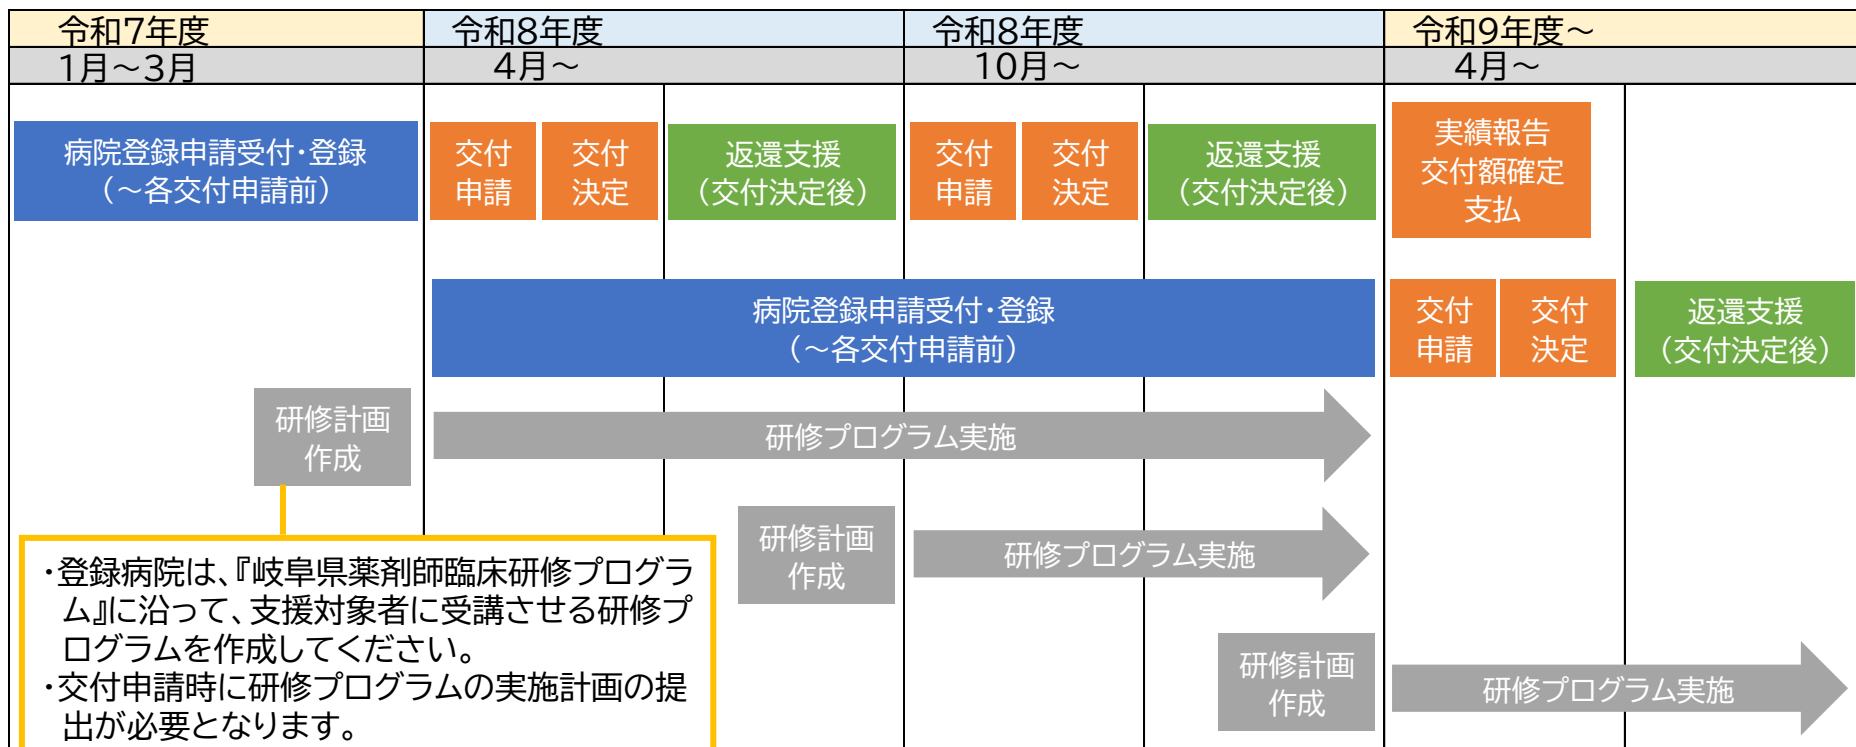 令和7年度
令和8年度
令和8年度
令和9年度～
1月～3月
4月～
10月～
4月～
病院登録申請受付・登録
（～各交付申請前）
交付
申請
交付
決定
返還支援
（交付決定後）
交付
申請
交付
決定
返還支援
（交付決定後）
実績報告
交付額確定
支払
病院登録申請受付・登録
（～各交付申請前）
交付
申請
交付
決定
返還支援
（交付決定後）
研修計画
作成
研修プログラム実施
研修計画
作成
研修プログラム実施
研修計画
作成
研修プログラム実施
・登録病院は、『岐阜県薬剤師臨床研修プログラ
ム』に沿って、支援対象者に受講させる研修プ
ログラムを作成してください。
・交付申請時に研修プログラムの実施計画の提
出が必要となります。